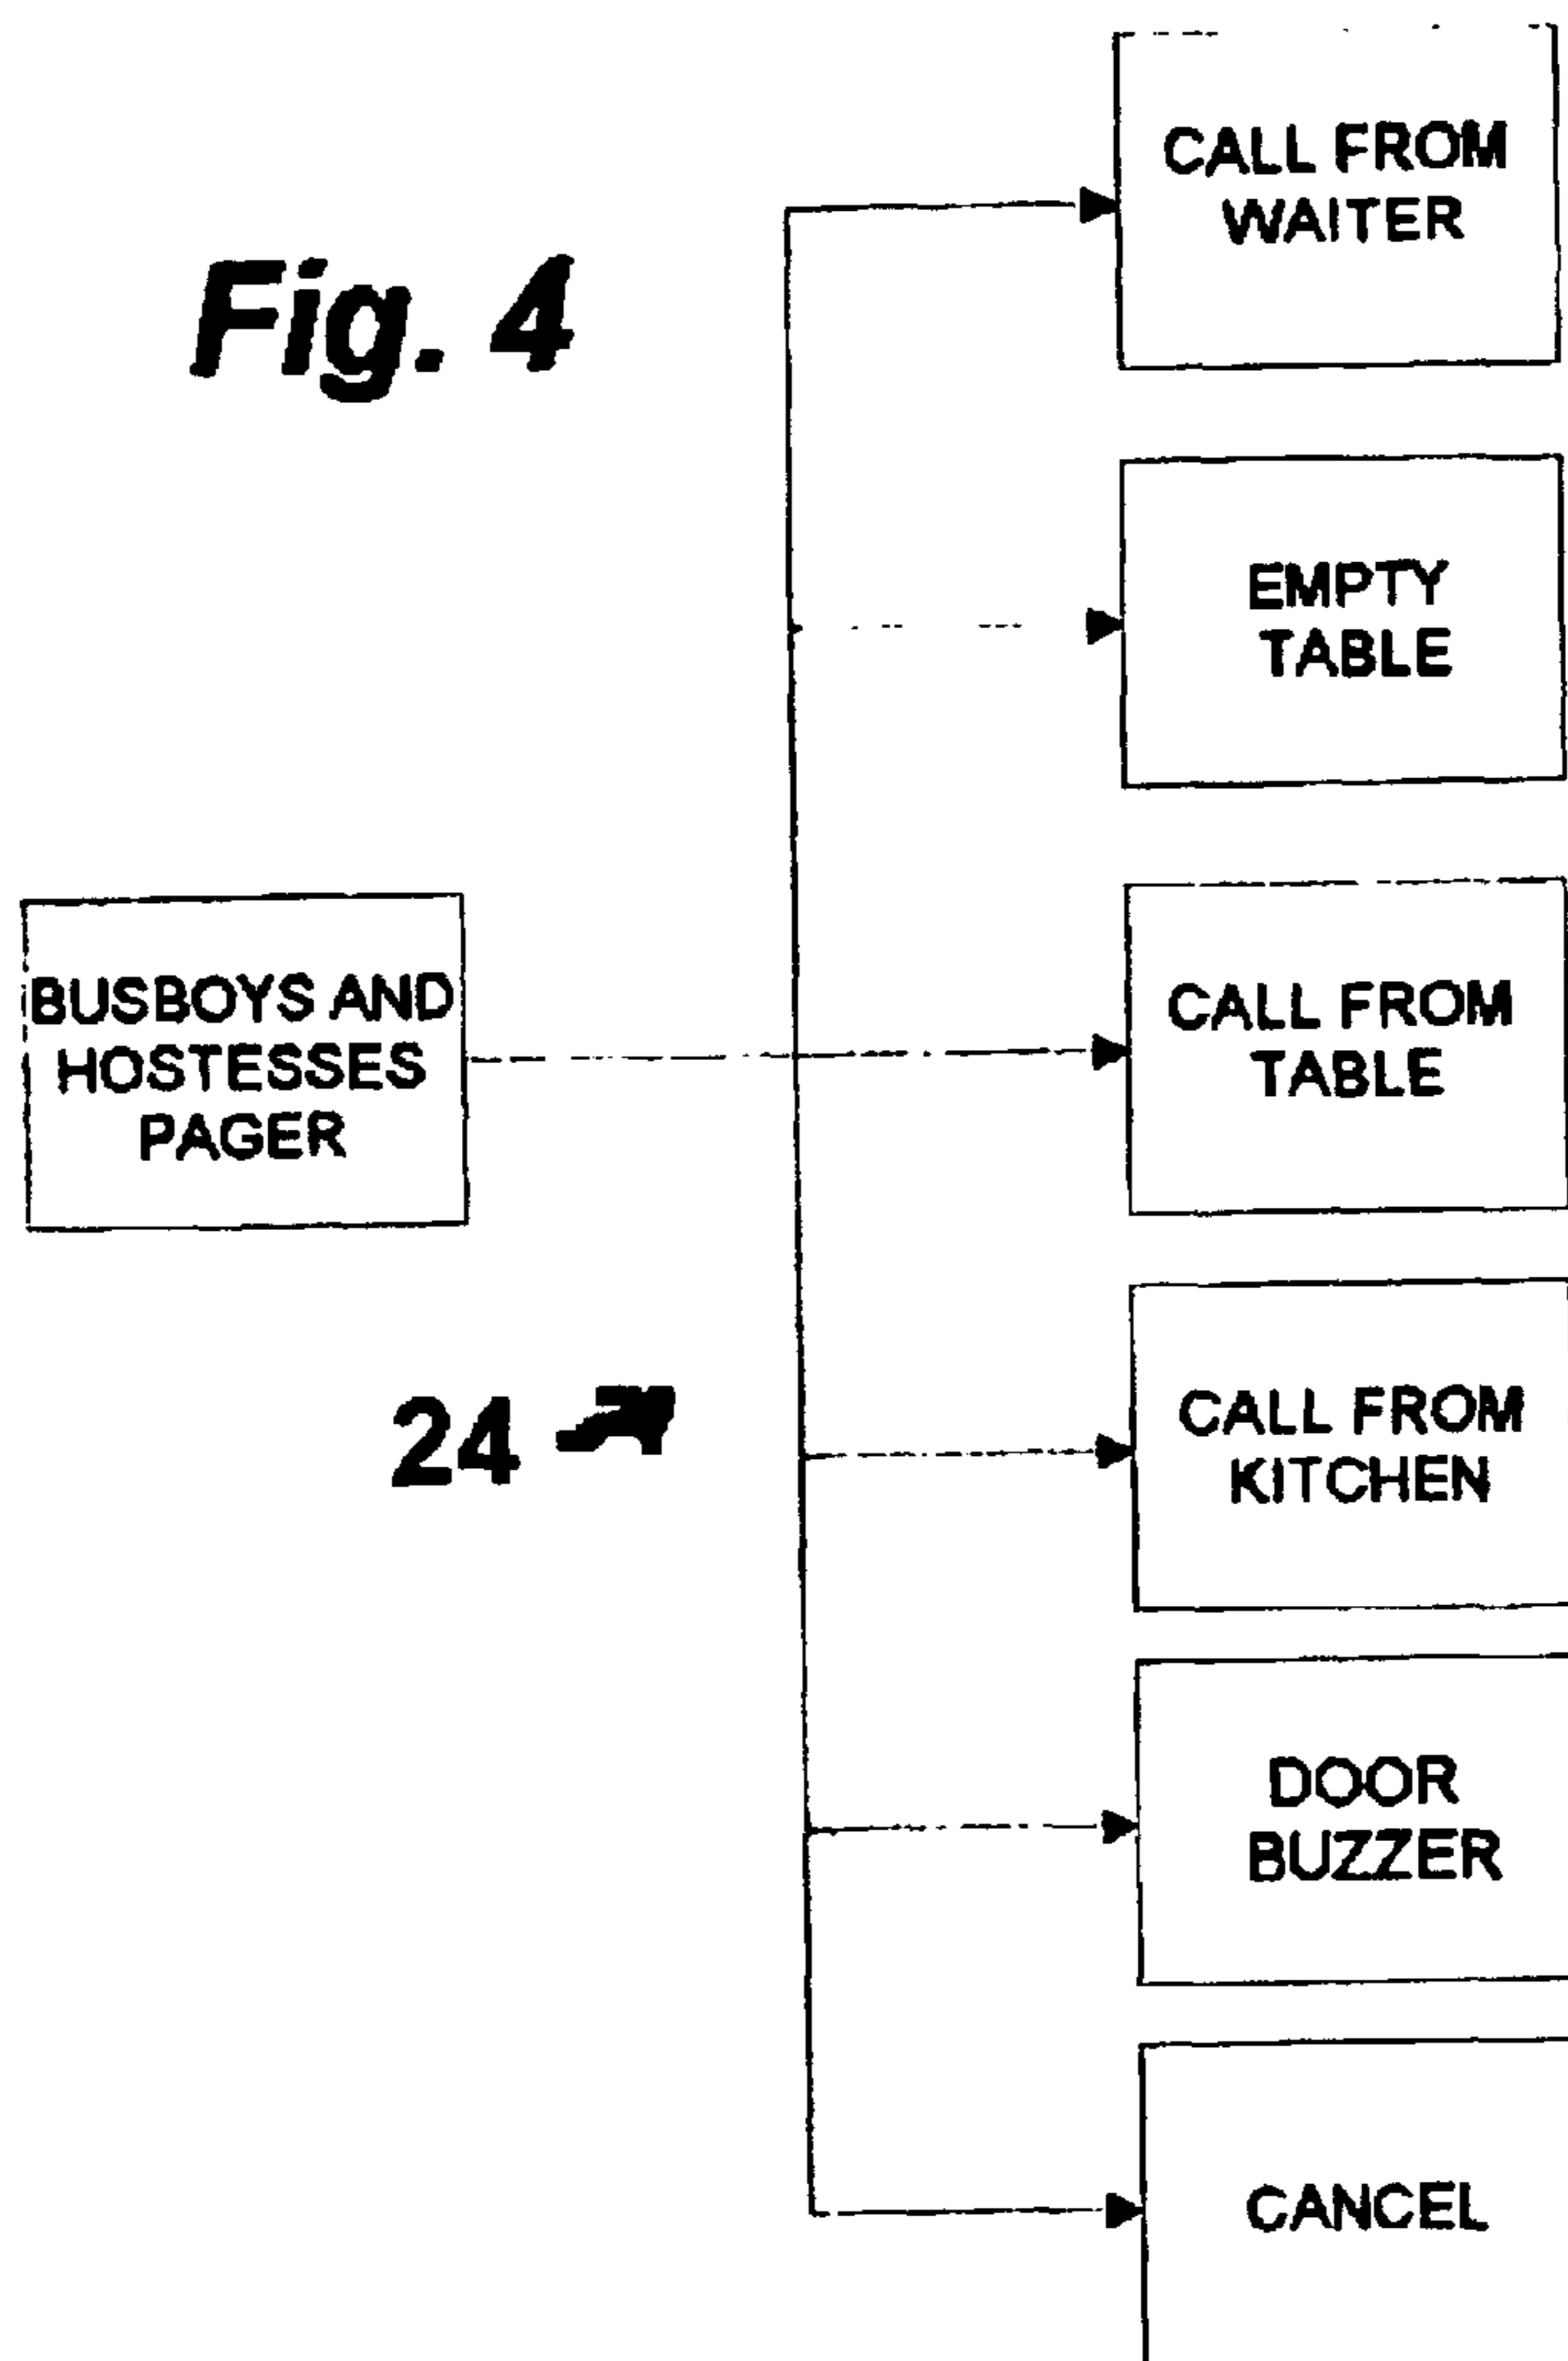 Fig. 4
CALL FROM
WAITER
EMPTY
TABLE
BUSBOYS AND
HOSTESSES
PAGER
CALL FROM
TABLE
24
CALL FROM
KITCHEN
DOOR
BUZZER
CANCEL